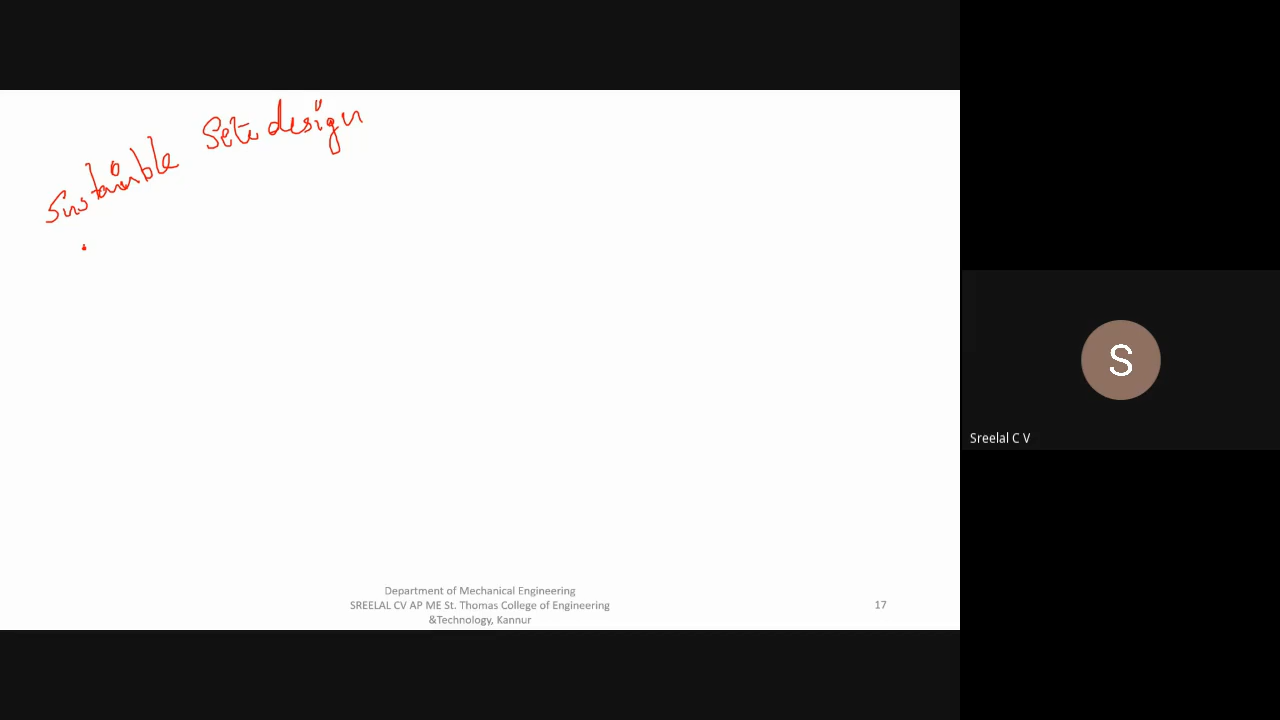 Sustainable Site design
Department of Mechanical Engineering
SREELAL CV AP ME St. Thomas College of Engineering
&Technology, Kannur
17
S
Sreelal C V